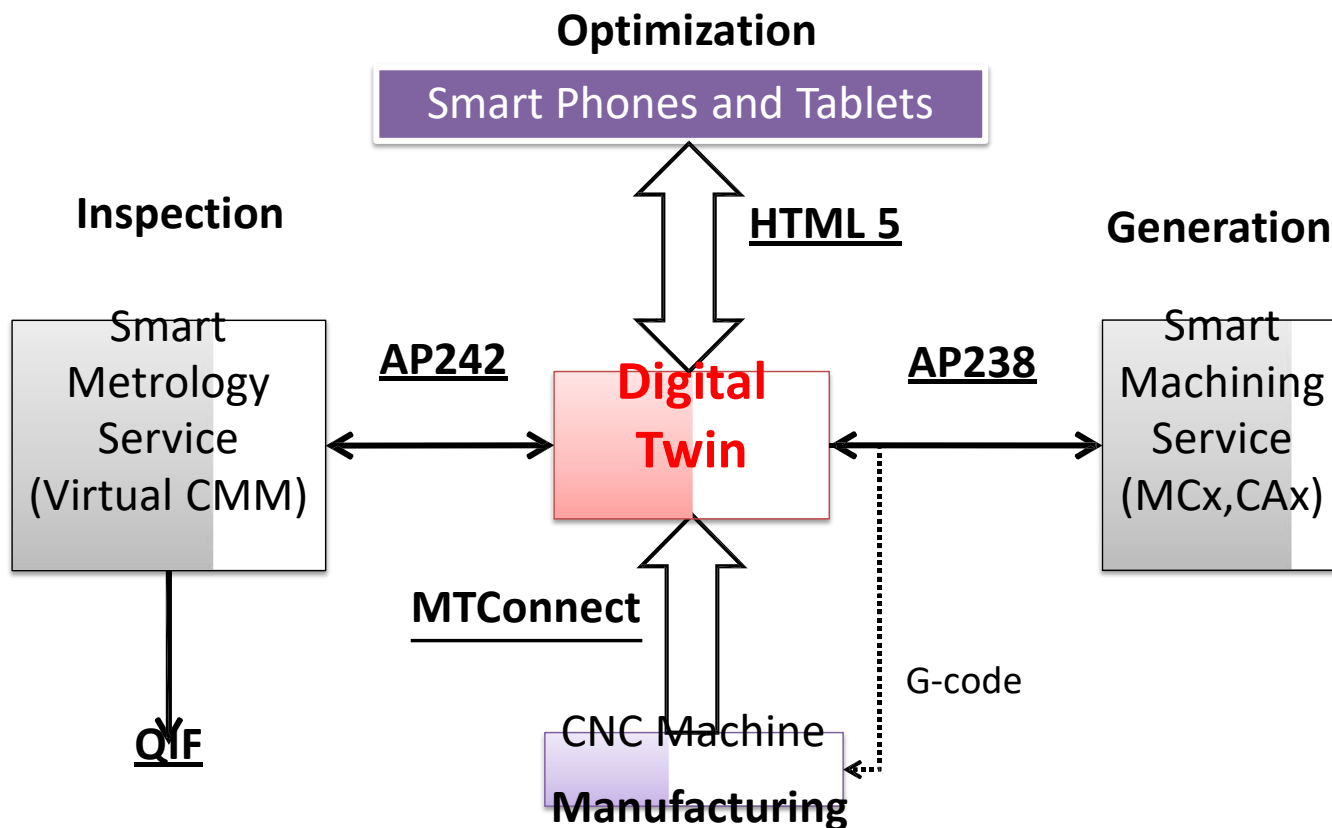 Optimization
Smart Phones and Tablets
Inspection
HTML 5
Generation
Smart
Metrology
Service
(Virtual CMM)
AP242
Digital
Twin
AP238
Smart
Machining
Service
(MCx,CAx)
MTConnect
G-code
QIF
CNC Machine
Manufacturing